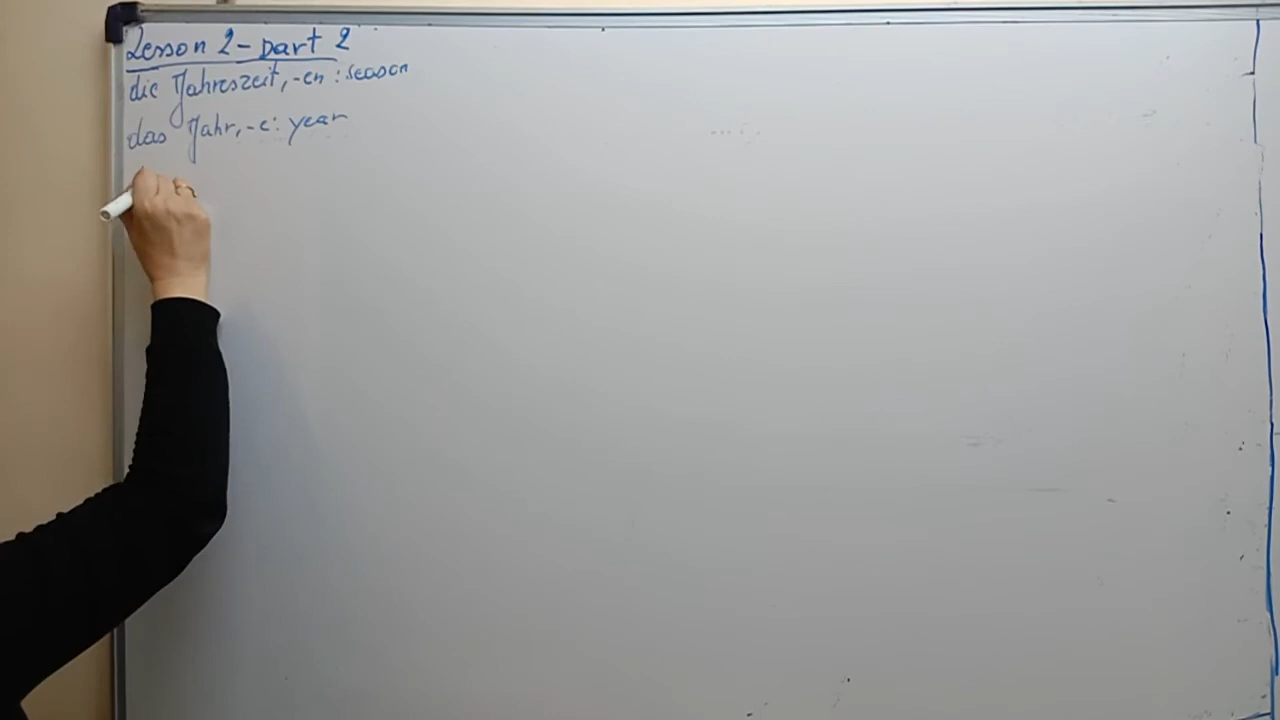 Lesson 2 - part 2
die Jahreszeit, -en : season
das Jahr, -e : year